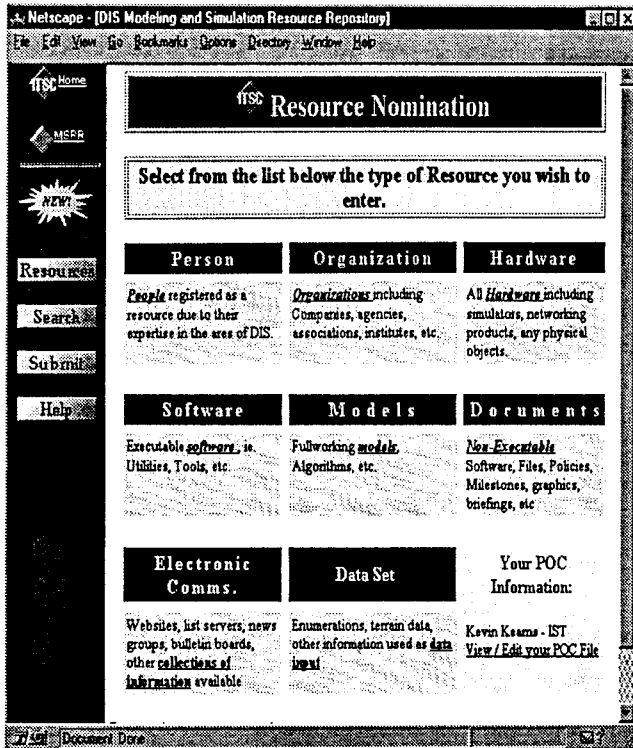 Netscape - [DIS Modeling and Simulation Resource Repository]
File Edit View Go Bookmarks Options Directory Window Help
ITSC Home
MSRR
NEW!
Resources
Search
Submit
Help
ITSC Resource Nomination
Select from the list below the type of Resource you wish to
enter.
Person
People registered as a
resource due to their
expertise in the area of DIS.
Organization
Organizations including
Companies, agencies,
associations, institutes, etc.
Hardware
All Hardware including
simulators, networking
products, any physical
objects.
Software
Executable software, ie.
Utilities, Tools, etc.
Models
Fullworking models,
Algorithms, etc.
Documents
Non-Executable
Software, Files, Policies,
Milestones, graphics,
briefings, etc
Electronic
Comms.
Websites, list servers, news
groups, bulletin boards,
other collections of
information available
Data Set
Enumerations, terrain data,
other information used as data
input
Your POC
Information:
Kevin Kearns - IST
View / Edit your POC File
Document Done